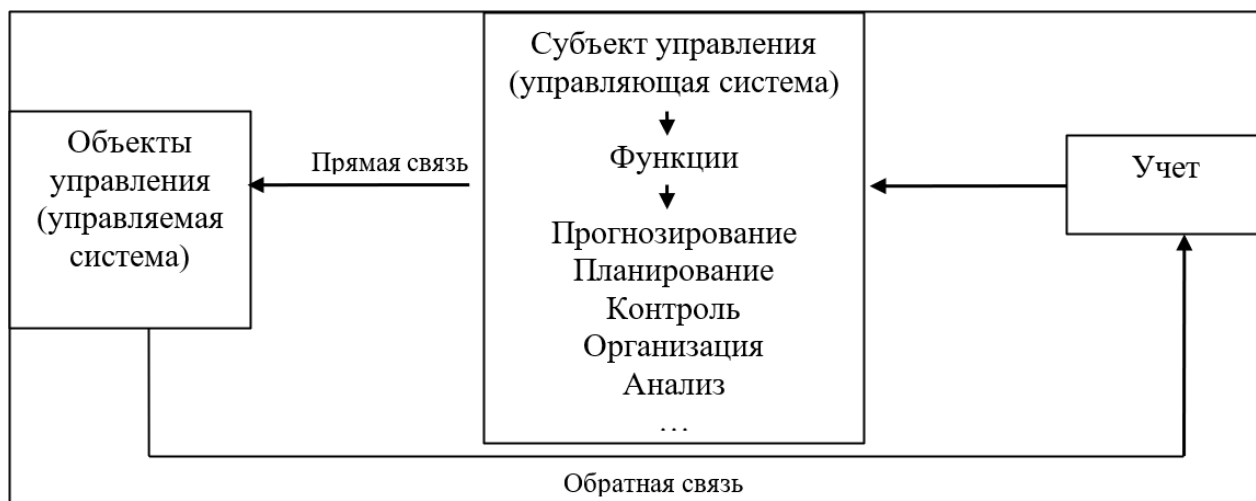 Объекты
управления
(управляемая
система)
Прямая связь
Субъект управления
(управляющая система)
Функции
Прогнозирование
Планирование
Контроль
Организация
Анализ
…
Учет
Обратная связь